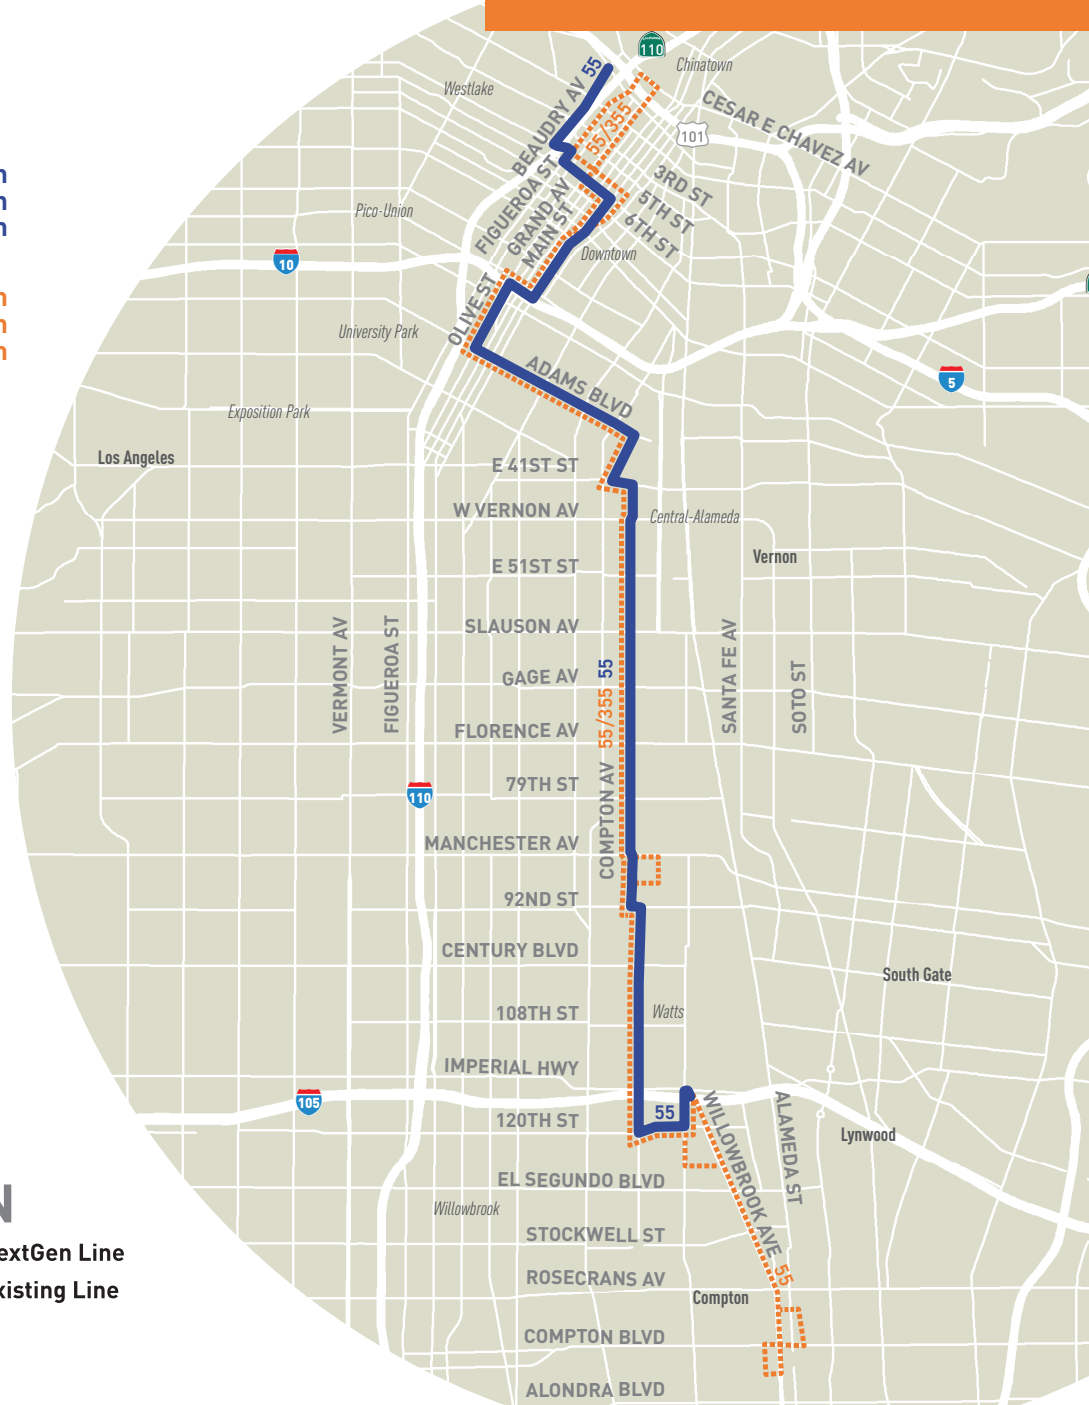 110
Chinatown
Westlake
BEAUDRY AV 55
55/355
CESAR E CHAVEZ AV
101
FIGUEROA ST
GRAND AV
MAIN ST
3RD ST
5TH ST
6TH ST
Pico-Union
Downtown
10
OLIVE ST
University Park
ADAMS BLVD
5
Exposition Park
Los Angeles
E 41ST ST
W VERNON AV
Central-Alameda
Vernon
E 51ST ST
SLAUSON AV
VERMONT AV
FIGUEROA ST
SANTA FE AV
SOTO ST
GAGE AV
55/355 55
FLORENCE AV
79TH ST
110
COMPTON AV
MANCHESTER AV
92ND ST
CENTURY BLVD
South Gate
108TH ST
Watts
IMPERIAL HWY
105
120TH ST
55
WILLOWBROOK AVE 55
ALAMEDA ST
Lynwood
EL SEGUNDO BLVD
Willowbrook
STOCKWELL ST
ROSECRANS AV
Compton
COMPTON BLVD
ALONDRA BLVD
N
extGen Line
xisting Line